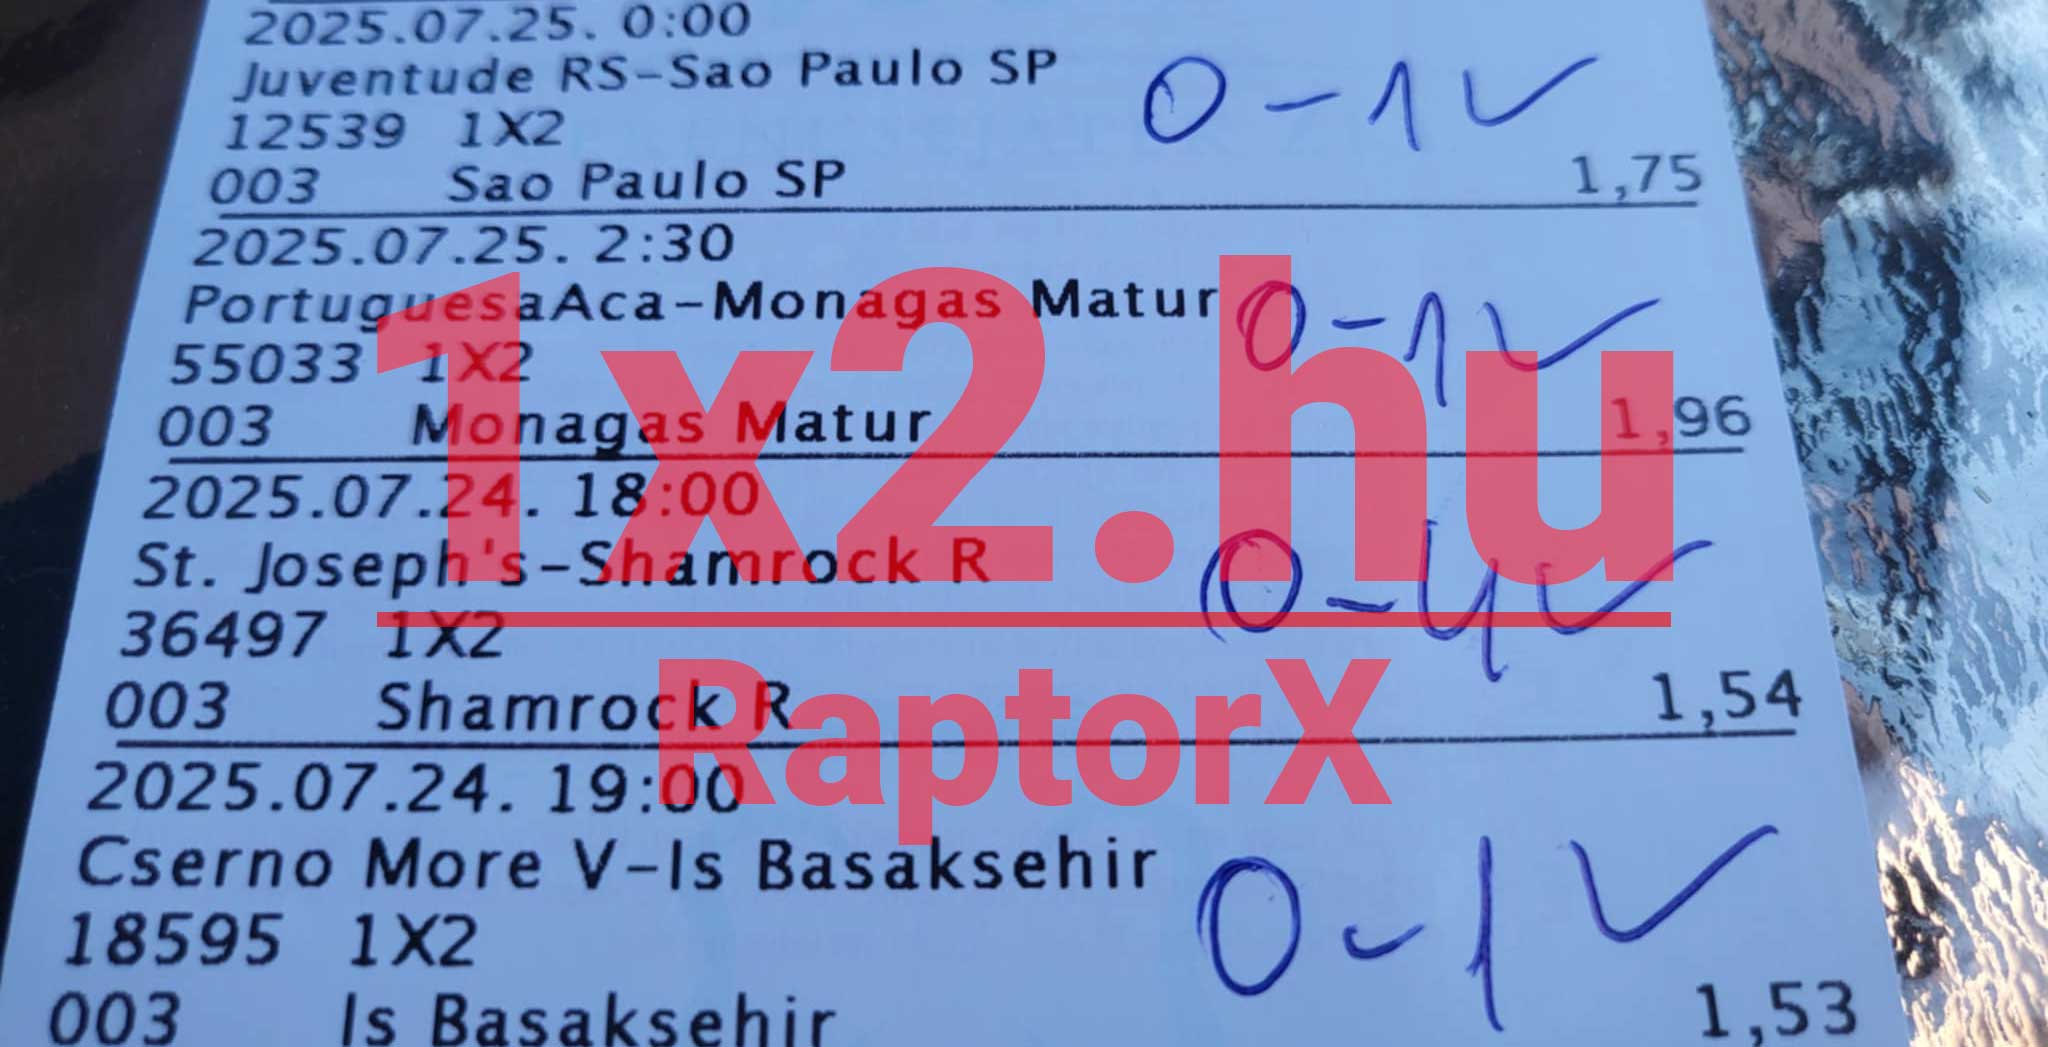 2025.07.25. 0:00
Juventude RS-Sao Paulo SP 0-1 ✓
12539 1X2
003 Sao Paulo SP 1,75
2025.07.25. 2:30
PortuguesaAca-Monagas Matur 0-1 ✓
55033 1X2
003 Monagas Matur 1,96
2025.07.24. 18:00
St. Joseph's-Shamrock R 0-4 ✓
36497 1X2
003 Shamrock R 1,54
2025.07.24. 19:00
Cserno More V-Is Basaksehir 0-1 ✓
18595 1X2
003 Is Basaksehir 1,53
1x2.hu
RaptorX